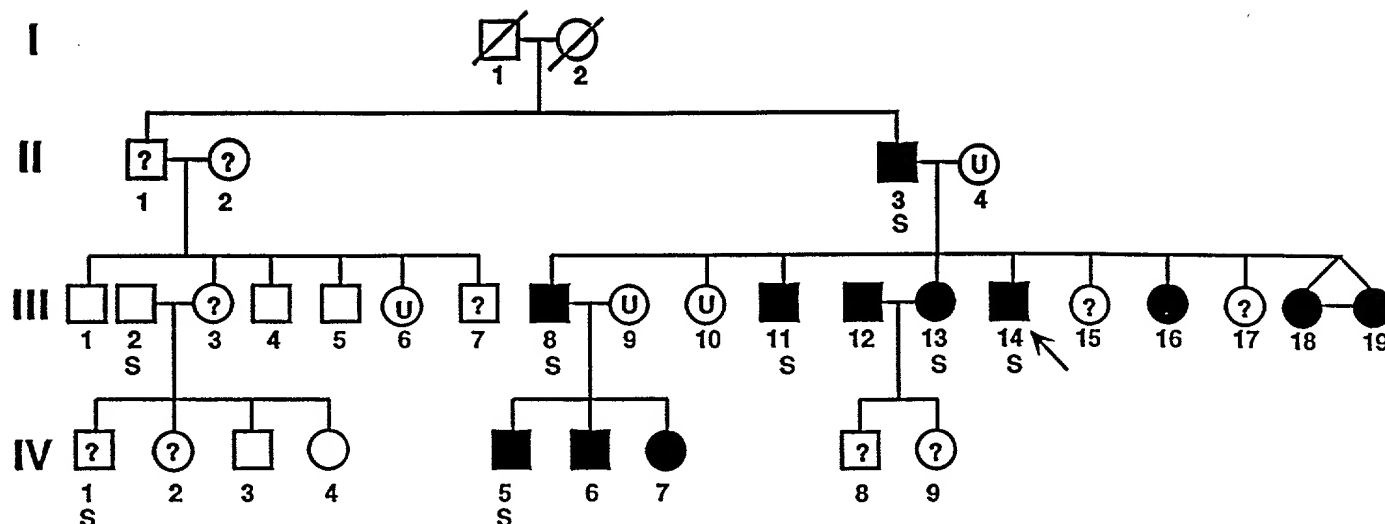 I
1 2
II
? ? U
1 2 3 4
S
III
? U ? U U ? ?
1 2 3 4 5 6 7 8 9 10 11 12 13 14 15 16 17 18 19
S S S S S
IV
? ? ? ?
1 2 3 4 5 6 7 8 9
S S